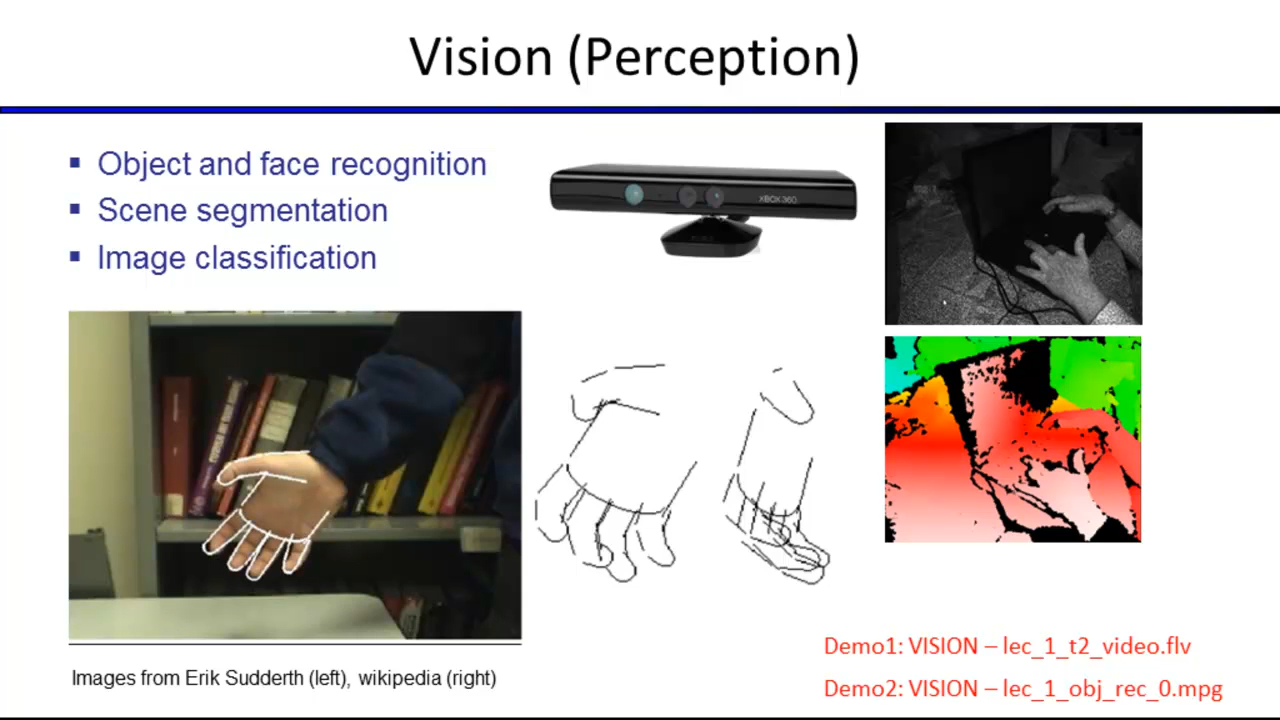 Vision (Perception)
Object and face recognition
Scene segmentation
Image classification
XBOX 360
Images from Erik Sudderth (left), wikipedia (right)
Demo1: VISION – lec_1_t2_video.flv
Demo2: VISION – lec_1_obj_rec_0.mpg